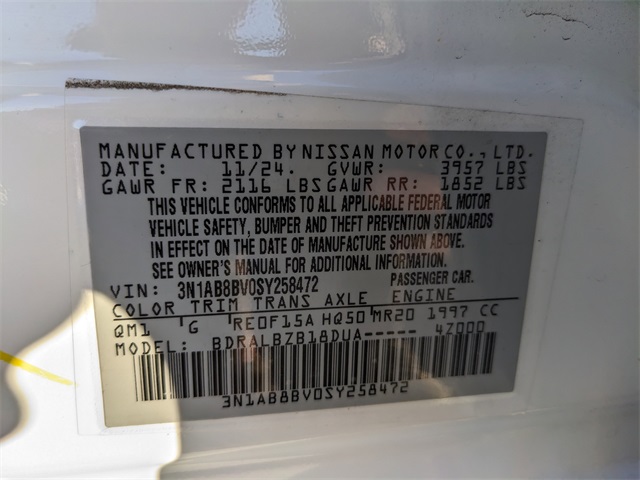 MANUFACTURED BY NISSAN MOTOR CO., LTD.
DATE: 11/24. GVWR: 3957 LBS
GAWR FR: 2116 LBS GAWR RR: 1852 LBS
THIS VEHICLE CONFORMS TO ALL APPLICABLE FEDERAL MOTOR
VEHICLE SAFETY, BUMPER AND THEFT PREVENTION STANDARDS
IN EFFECT ON THE DATE OF MANUFACTURE SHOWN ABOVE.
SEE OWNER'S MANUAL FOR ADDITIONAL INFORMATION.
VIN: 3N1AB8BV0SY258472 PASSENGER CAR.
COLOR TRIM TRANS AXLE ENGINE
QM1 'G RE0F15A HQ50 MR20 1997 CC
MODEL: BDRALBZB18DUA----- 4Z000
3N1AB8BV0SY258472